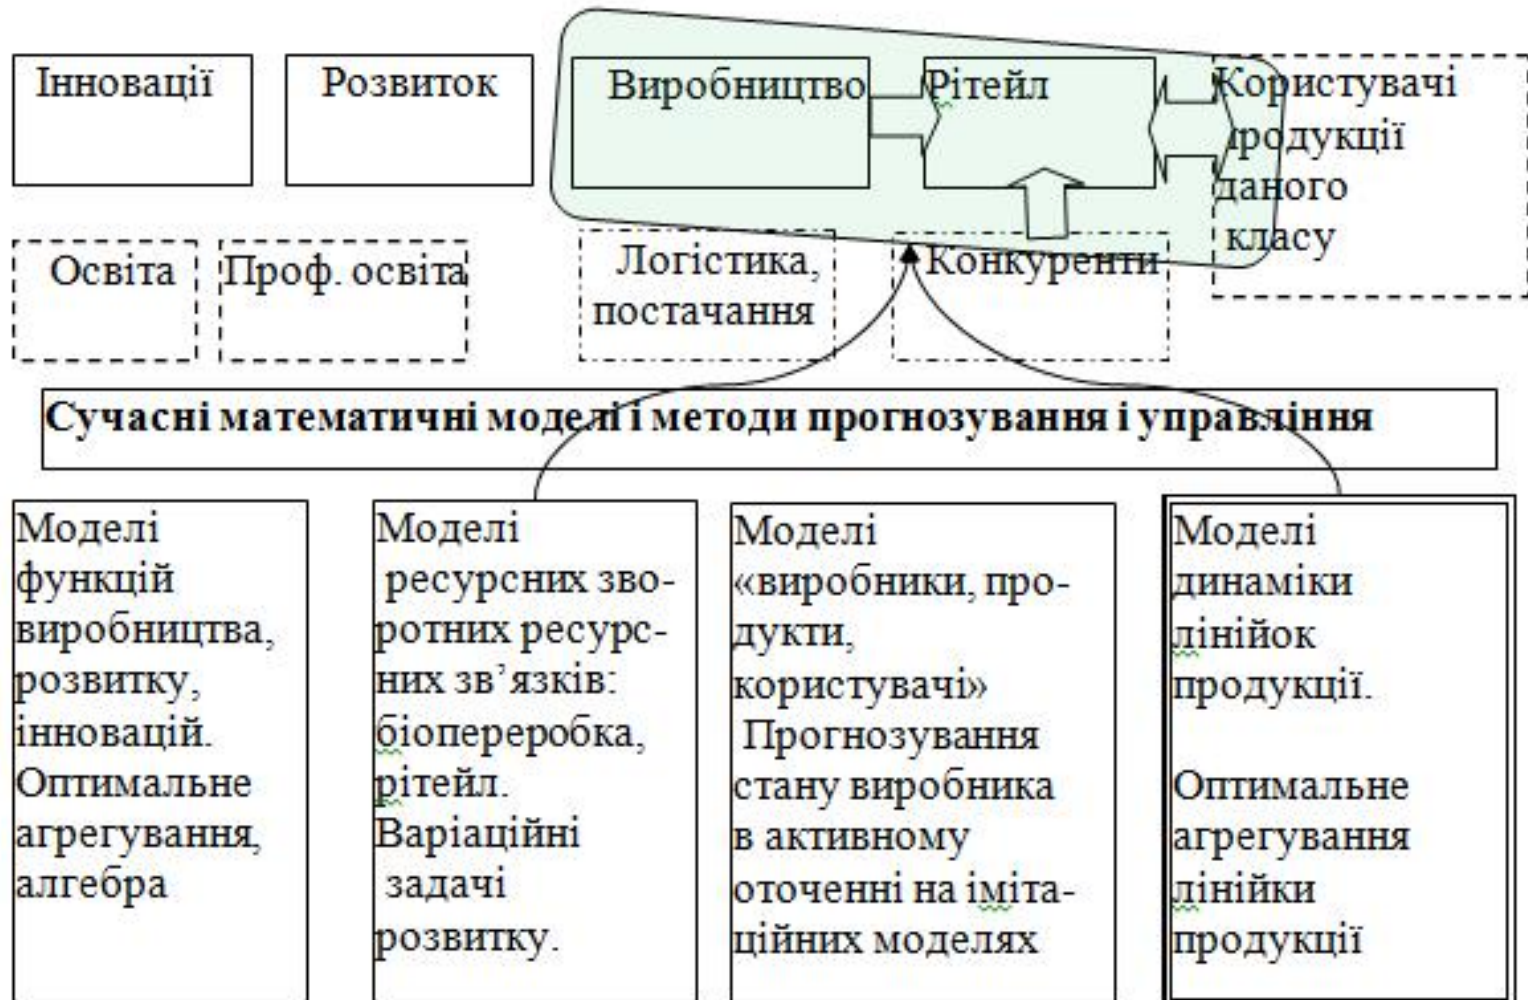 Інновації
Розвиток
Виробництво
Рітейл
Користувачі
продукції
даного
класу
Освіта
Проф. освіта
Логістика,
постачання
Конкуренти
Сучасні математичні моделі і методи прогнозування і управління
Моделі
функцій
виробництва,
розвитку,
інновацій.
Оптимальне
агрегування,
алгебра
Моделі
ресурсних зво-
ротних ресурс-
них зв’язків:
біопереробка,
рітейл.
Варіаційні
задачі
розвитку.
Моделі
«виробники, про-
дукти,
користувачі»
Прогнозування
стану виробника
в активному
оточенні на іміта-
ційних моделях
Моделі
динаміки
лінійок
продукції.
Оптимальне
агрегування
лінійки
продукції